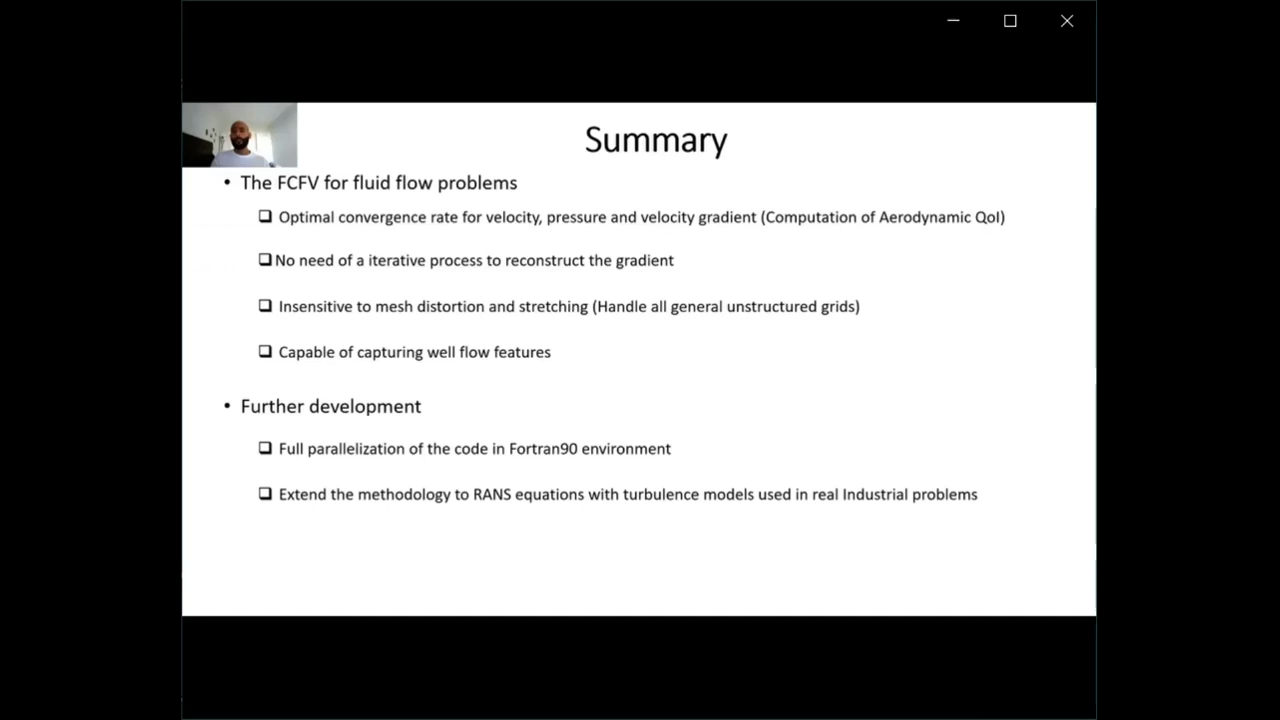 Summary
• The FCFV for fluid flow problems
❑ Optimal convergence rate for velocity, pressure and velocity gradient (Computation of Aerodynamic QoI)
❑ No need of a iterative process to reconstruct the gradient
❑ Insensitive to mesh distortion and stretching (Handle all general unstructured grids)
❑ Capable of capturing well flow features
• Further development
❑ Full parallelization of the code in Fortran90 environment
❑ Extend the methodology to RANS equations with turbulence models used in real Industrial problems